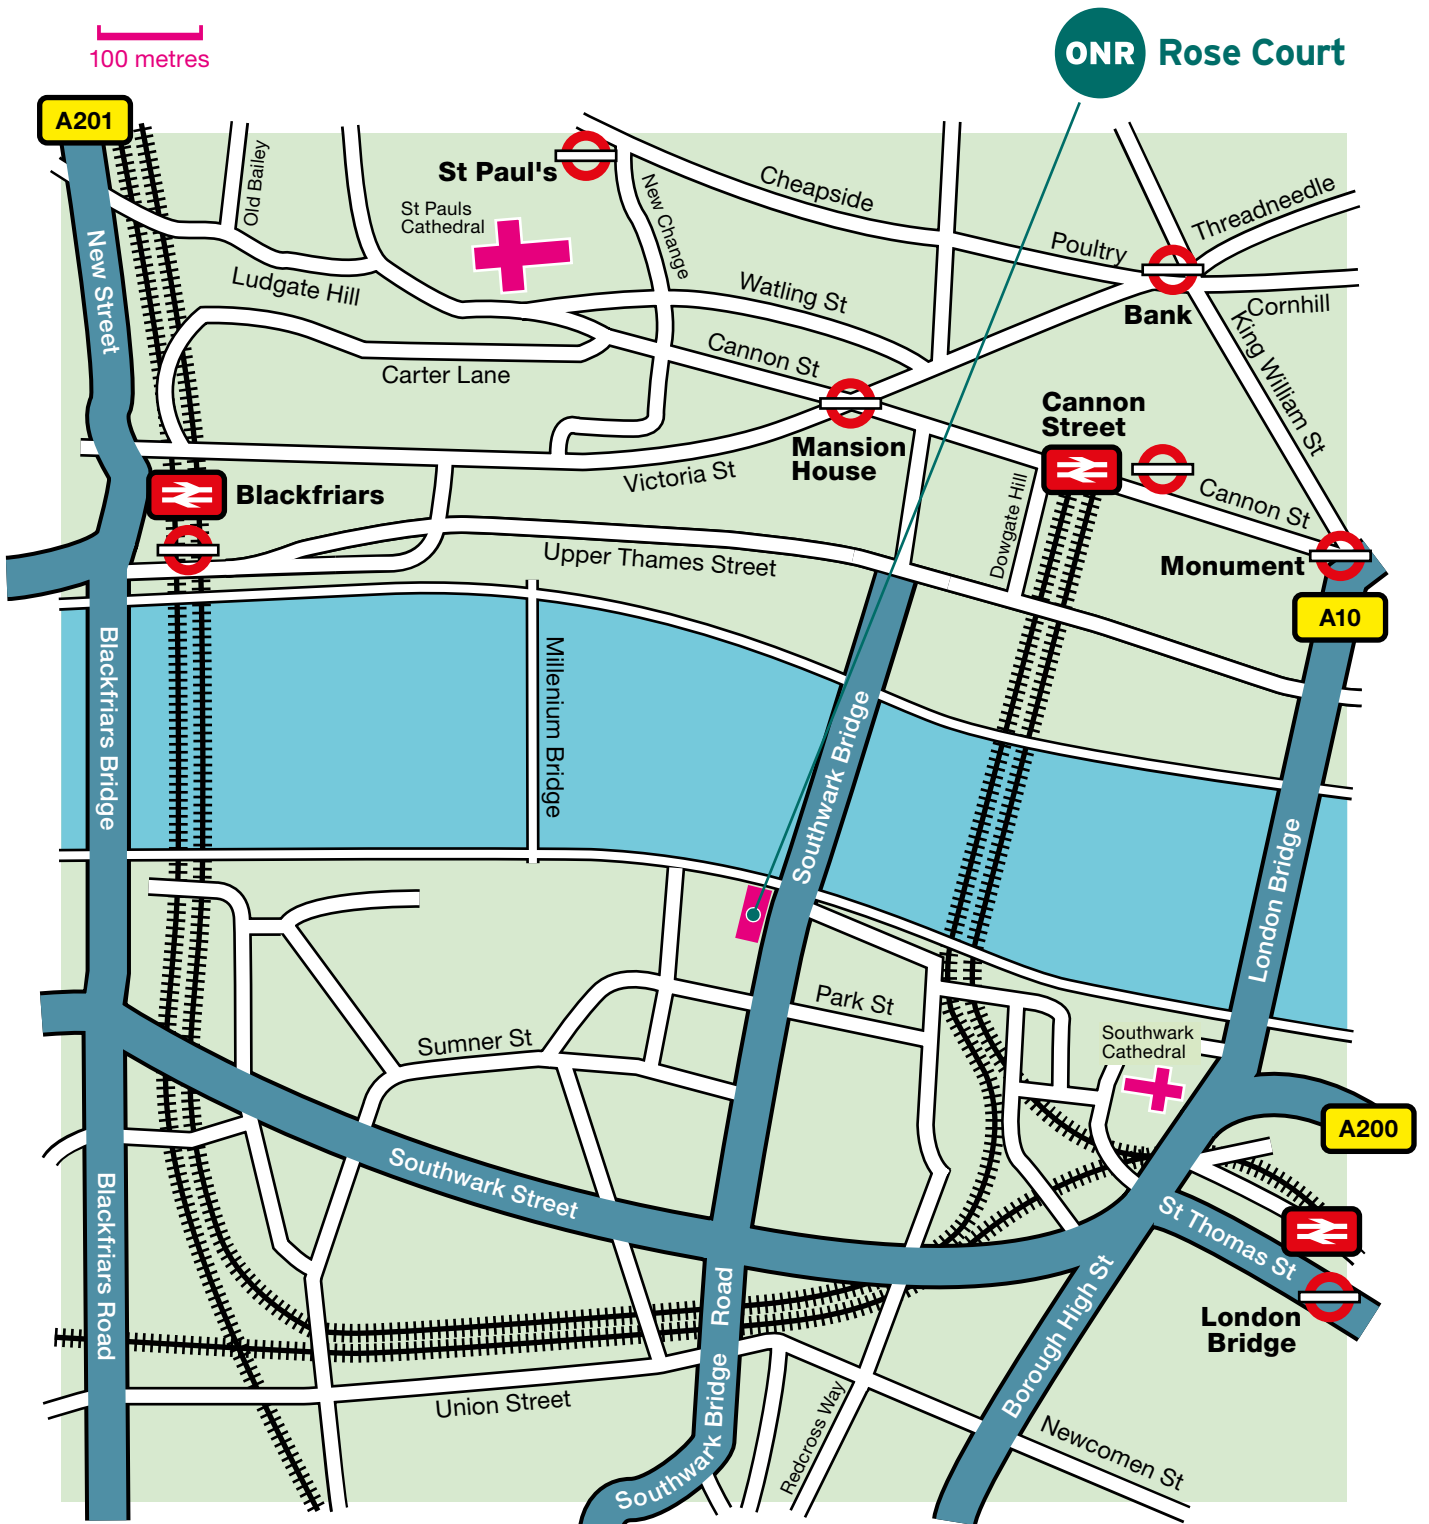 100 metres
ONR Rose Court
A201
Old Bailey
St Paul's
St Pauls
Cathedral
New Change
Cheapside
Poultry
Threadneedle
Cornhill
Bank
King William St
New Street
Ludgate Hill
Watling St
Cannon St
Carter Lane
Mansion
House
Cannon
Street
Victoria St
Blackfriars
Dowgate Hill
Cannon St
Upper Thames Street
Monument
A10
Blackfriars Bridge
Millenium Bridge
Southwark Bridge
London Bridge
Park St
Sumner St
Southwark
Cathedral
A200
Southwark Street
Blackfriars Road
St Thomas St
London
Bridge
Borough High St
Southwark Bridge Road
Union Street
Redcross Way
Newcomen St